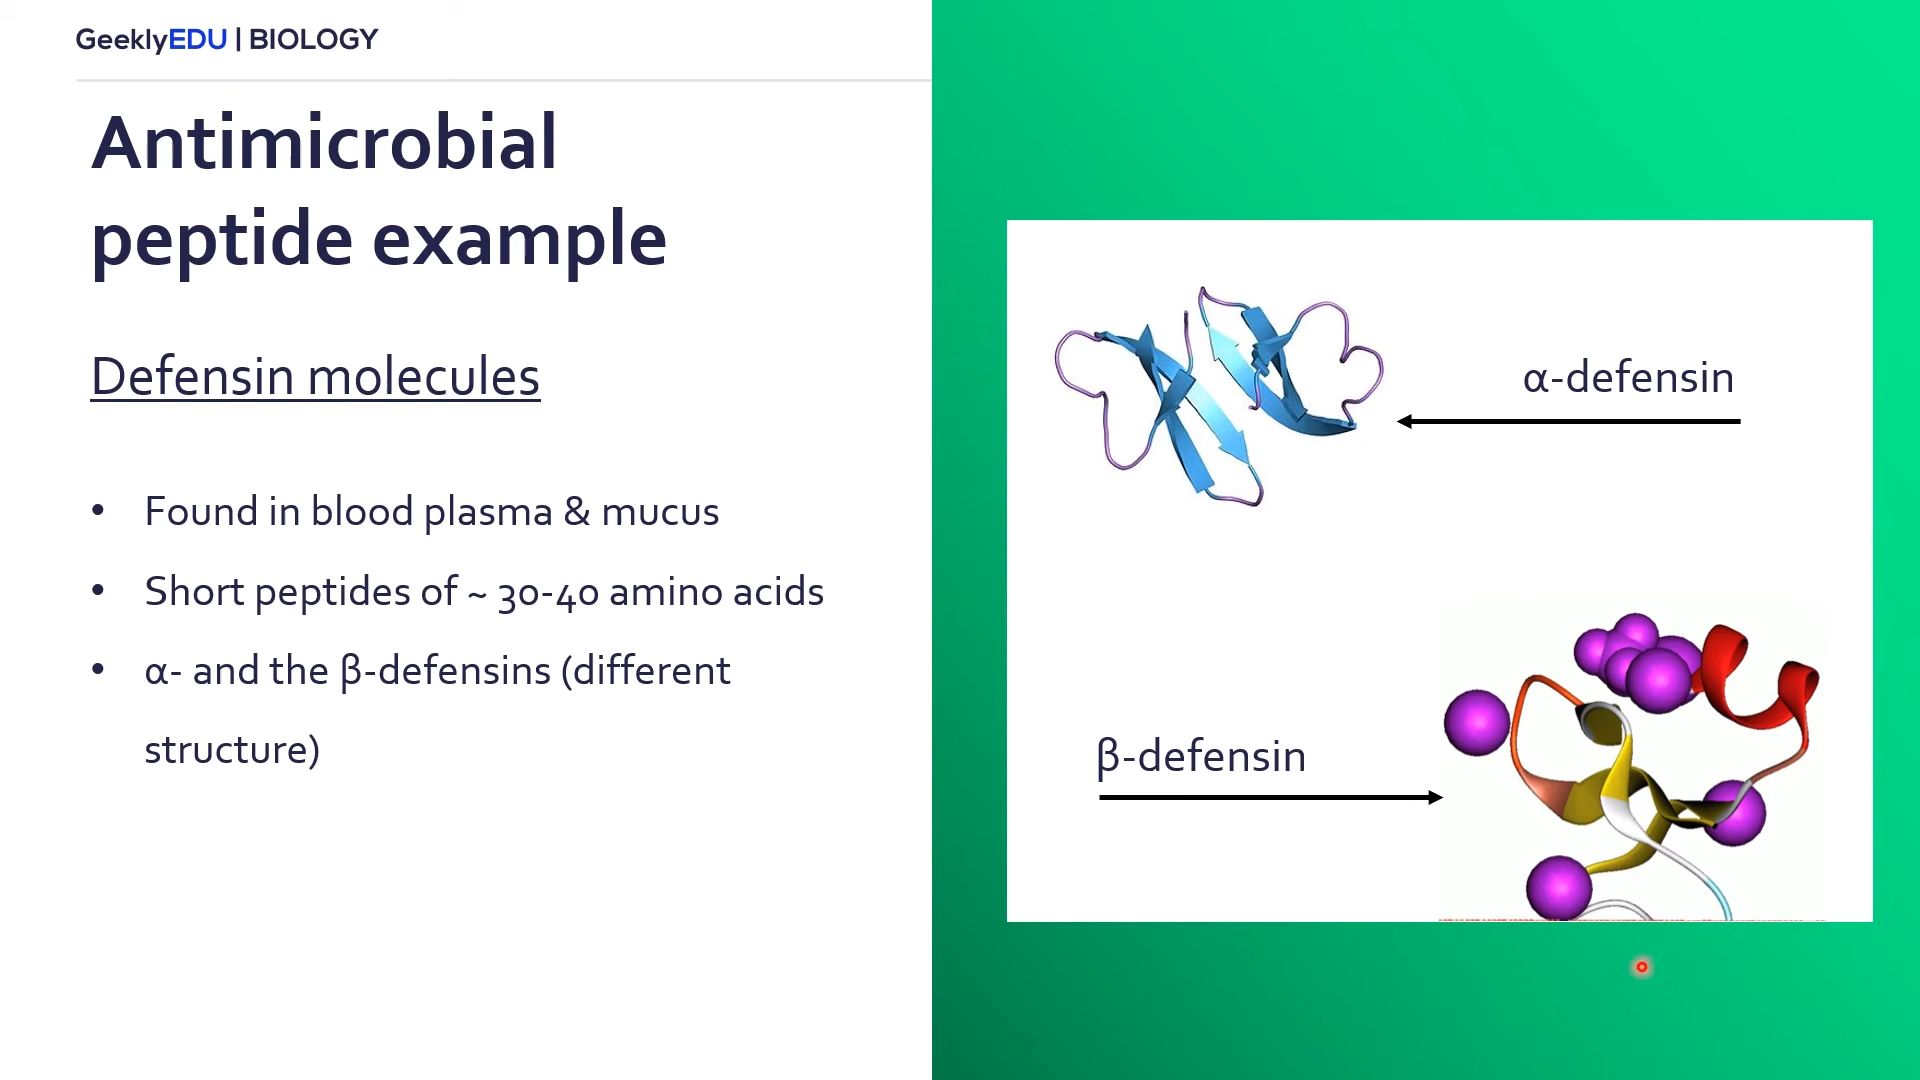 GeeklyEDU | BIOLOGY
Antimicrobial
peptide example
Defensin molecules
• Found in blood plasma & mucus
• Short peptides of ~ 30-40 amino acids
• α- and the β-defensins (different
structure)
α-defensin
β-defensin